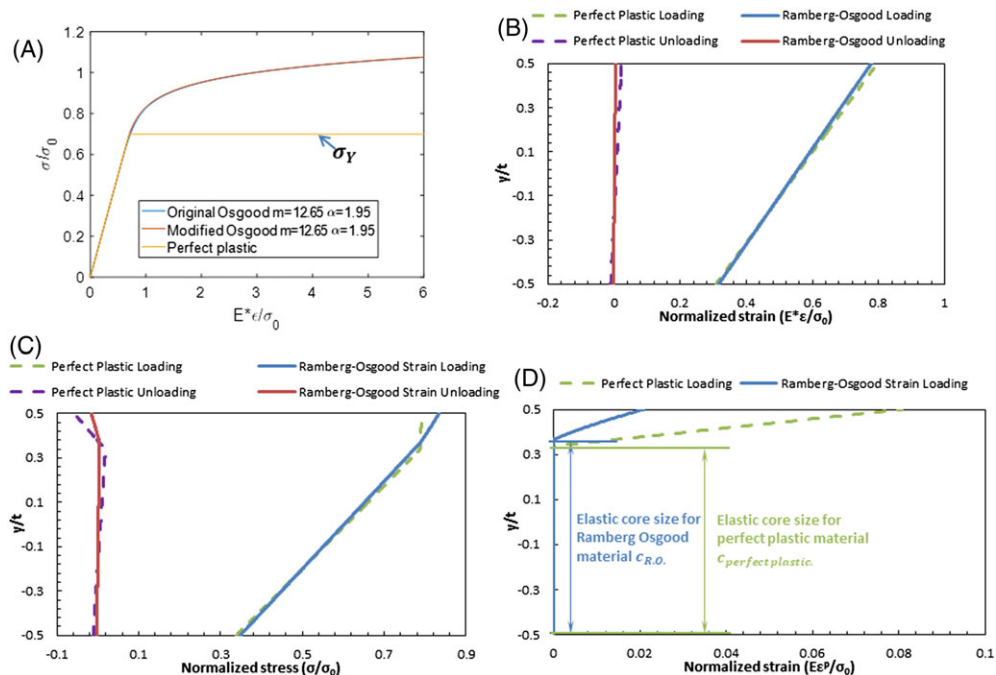 (A)
1.2
1
0.8
0.6
0.4
0.2
0
σ/σ0
σY
Original Osgood m=12.65 α=1.95
Modified Osgood m=12.65 α=1.95
Perfect plastic
0 1 2 3 4 5 6
E*ϵ/σ0
(B)
Perfect Plastic Loading
Ramberg-Osgood Loading
Perfect Plastic Unloading
Ramberg-Osgood Unloading
0.5
0.3
0.1
-0.1
-0.3
-0.5
y/t
-0.2 0 0.2 0.4 0.6 0.8 1
Normalized strain (E*ε/σ0)
(C)
Perfect Plastic Loading
Ramberg-Osgood Strain Loading
Perfect Plastic Unloading
Ramberg-Osgood Strain Unloading
0.5
0.3
0.1
-0.1
-0.3
-0.5
y/t
-0.1 0.1 0.3 0.5 0.7 0.9
Normalized stress (σ/σ0)
(D)
Perfect Plastic Loading
Ramberg-Osgood Strain Loading
0.5
0.3
0.1
-0.1
-0.3
-0.5
y/t
Elastic core size for
Ramberg Osgood
material cR.O.
Elastic core size for
perfect plastic material
cperfect plastic.
0 0.02 0.04 0.06 0.08 0.1
Normalized strain (Eεp/σ0)